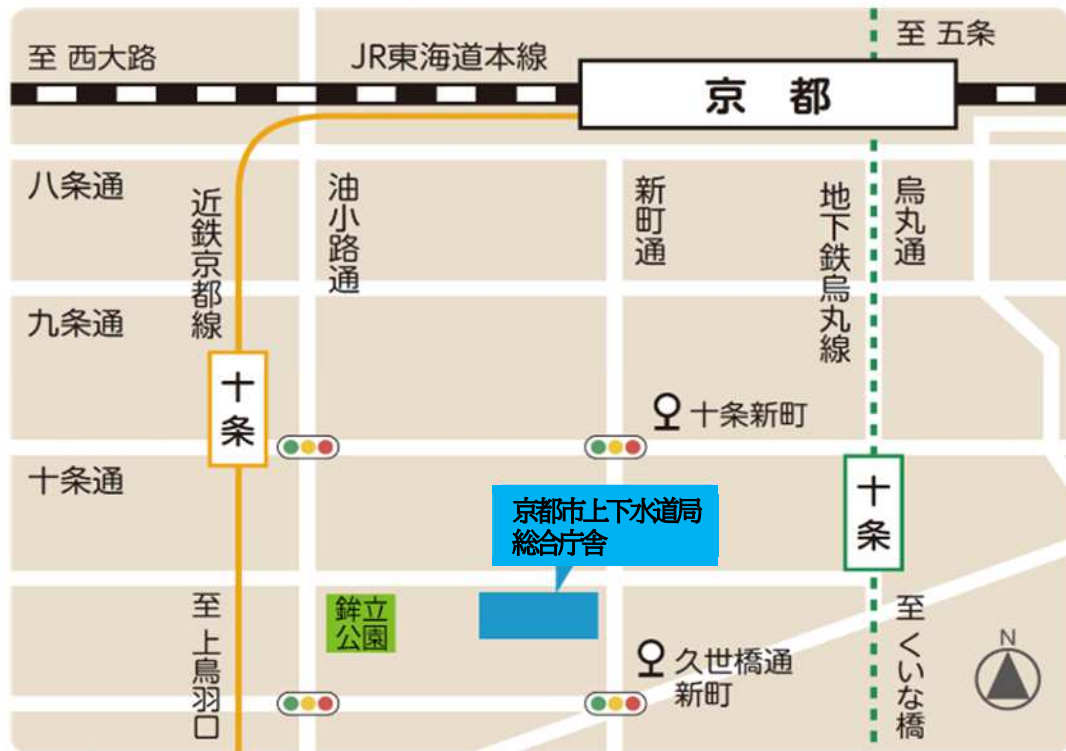 至 西大路
JR東海道本線
至 五条
京都
八条通
近鉄京都線
油小路通
新町通
地下鉄烏丸線
烏丸通
九条通
十条
十条新町
十条通
京都市上下水道局
総合庁舎
十条
至 上鳥羽口
鉾立
公園
久世橋通
新町
至 くいな橋
N